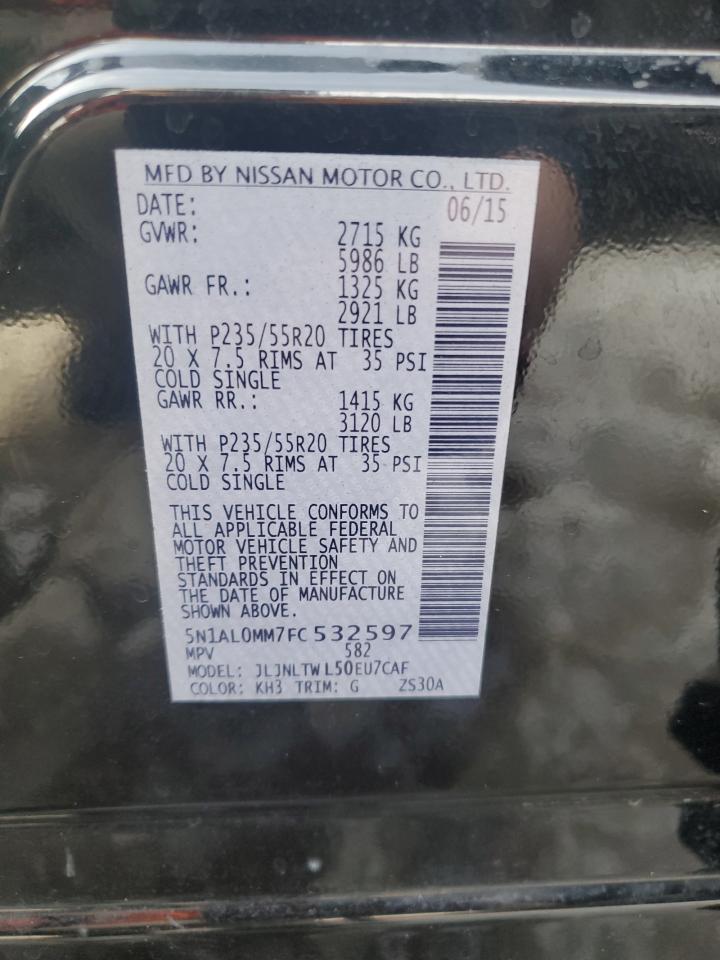 MFD BY NISSAN MOTOR CO., LTD.
DATE: 06/15
GVWR: 2715 KG
5986 LB
GAWR FR.: 1325 KG
2921 LB
WITH P235/55R20 TIRES
20 X 7.5 RIMS AT 35 PSI
COLD SINGLE
GAWR RR.: 1415 KG
3120 LB
WITH P235/55R20 TIRES
20 X 7.5 RIMS AT 35 PSI
COLD SINGLE
THIS VEHICLE CONFORMS TO
ALL APPLICABLE FEDERAL
MOTOR VEHICLE SAFETY AND
THEFT PREVENTION
STANDARDS IN EFFECT ON
THE DATE OF MANUFACTURE
SHOWN ABOVE.
5N1AL0MM7FC532597
MPV 582
MODEL: JLJNLTWL50EU7CAF
COLOR: KH3 TRIM: G ZS30A